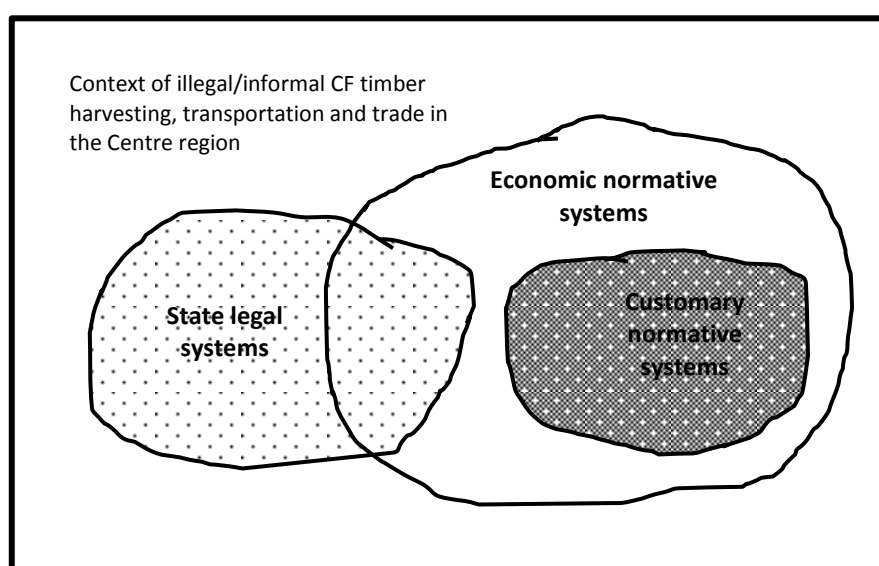 Context of illegal/informal CF timber
harvesting, transportation and trade in
the Centre region
Economic normative
systems
State legal
systems
Customary
normative
systems